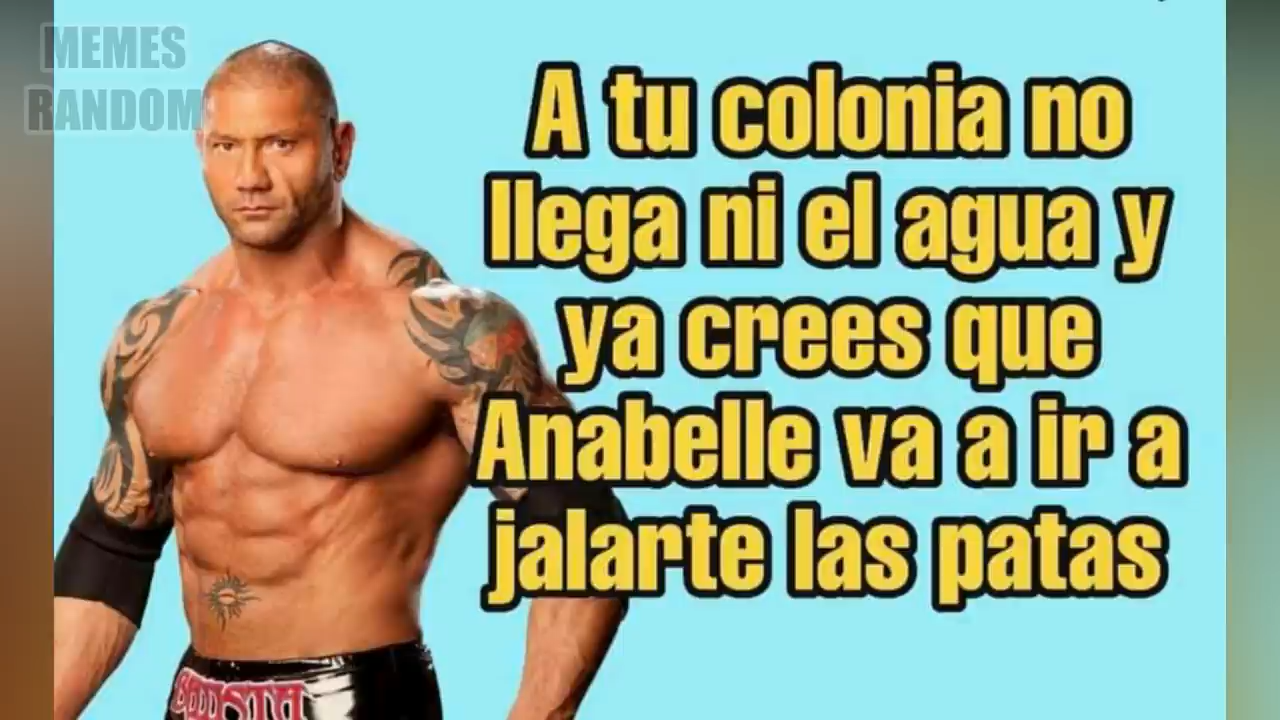 MEMES
RANDOM
A tu colonia no
llega ni el agua y
ya crees que
Anabelle va a ir a
jalarte las patas